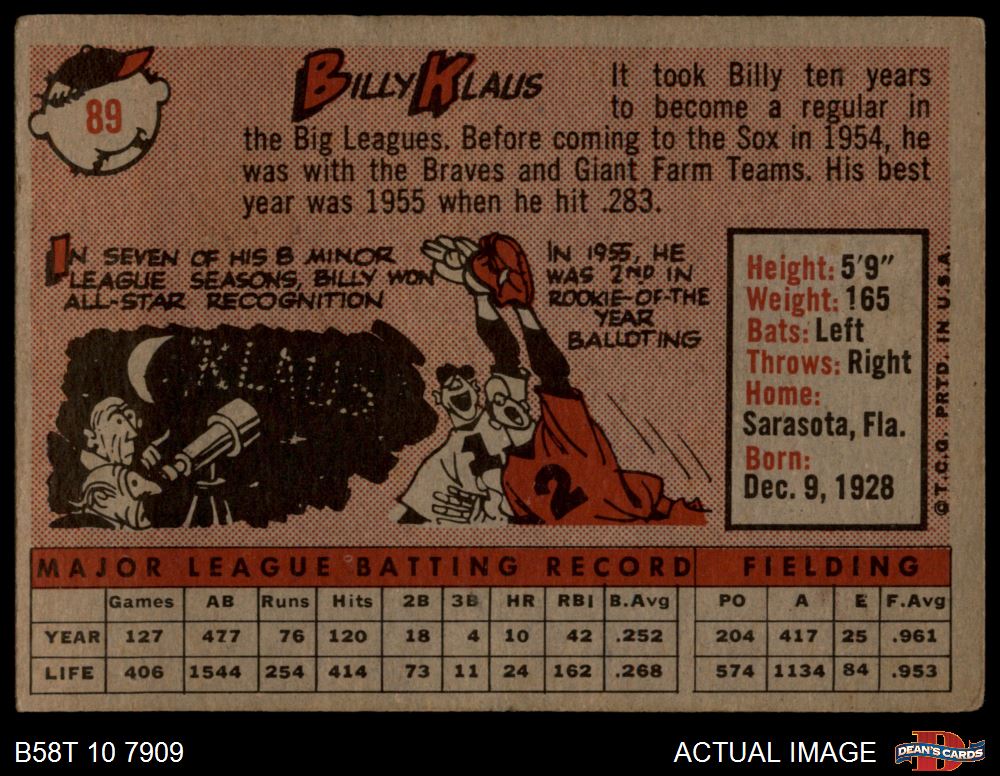 89
BILLY KLAUS
It took Billy ten years
to become a regular in
the Big Leagues. Before coming to the Sox in 1954, he
was with the Braves and Giant Farm Teams. His best
year was 1955 when he hit .283.
IN SEVEN OF HIS 8 MINOR
LEAGUE SEASONS, BILLY WON
ALL-STAR RECOGNITION
KLAUS
IN 1955, HE
WAS 2ND IN
ROOKIE-OF-THE
YEAR
BALLOTING
1
2
Height: 5'9"
Weight: 165
Bats: Left
Throws: Right
Home:
Sarasota, Fla.
Born:
Dec. 9, 1928
© T.C.G. PRTD. IN U.S.A.
MAJOR LEAGUE BATTING RECORD FIELDING
Games AB Runs Hits 2B 3B HR RBI B.Avg PO A E F.Avg
YEAR 127 477 76 120 18 4 10 42 .252 204 417 25 .961
LIFE 406 1544 254 414 73 11 24 162 .268 574 1134 84 .953
B58T 10 7909 ACTUAL IMAGE DEAN'S CARDS